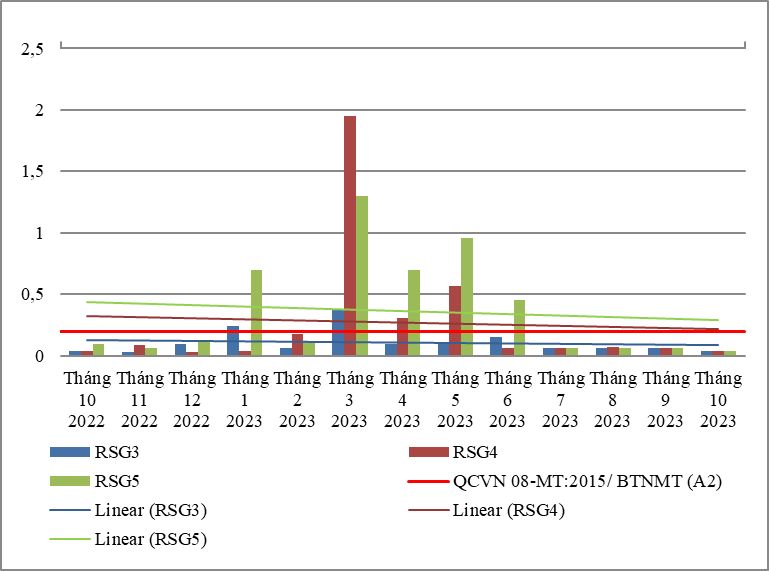 2,5
2
1,5
1
0,5
0
Tháng Tháng Tháng Tháng Tháng Tháng Tháng Tháng Tháng Tháng Tháng Tháng Tháng
10 11 12 1 2 3 4 5 6 7 8 9 10
2022 2022 2022 2023 2023 2023 2023 2023 2023 2023 2023 2023 2023
RSG3 RSG4
RSG5 QCVN 08-MT:2015/ BTNMT (A2)
Linear (RSG3) Linear (RSG4)
Linear (RSG5)